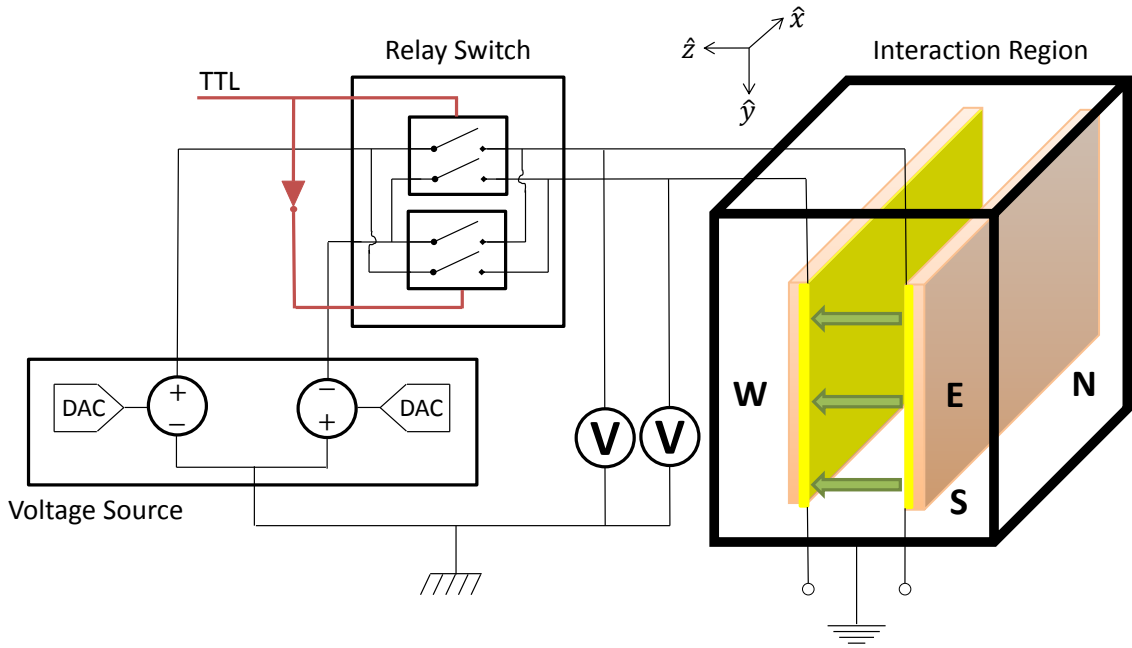 x̂
Relay Switch
ẑ
Interaction Region
TTL
ŷ
W
E
N
DAC
+
−
−
+
DAC
V
V
S
Voltage Source